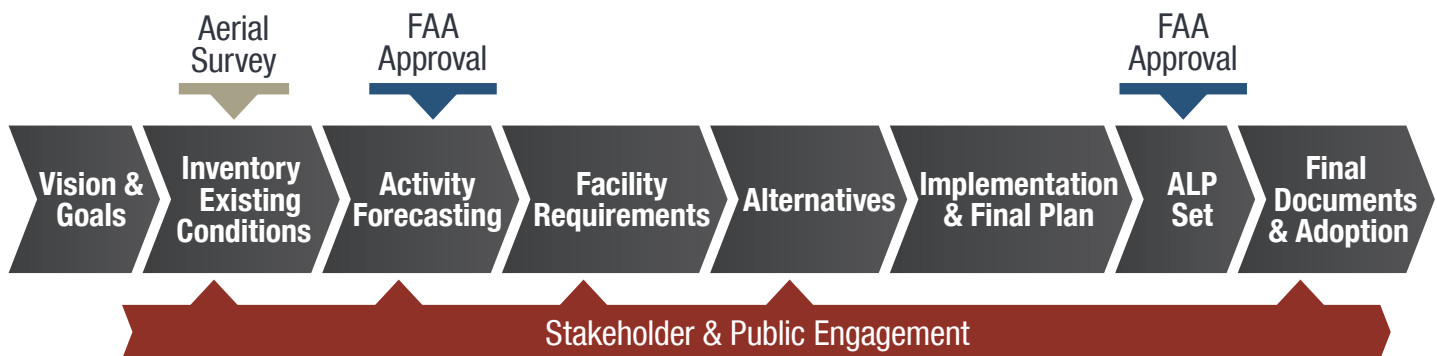 Aerial
Survey
FAA
Approval
FAA
Approval
Vision &
Goals
Inventory
Existing
Conditions
Activity
Forecasting
Facility
Requirements
Alternatives
Implementation
& Final Plan
ALP
Set
Final
Documents
& Adoption
Stakeholder & Public Engagement